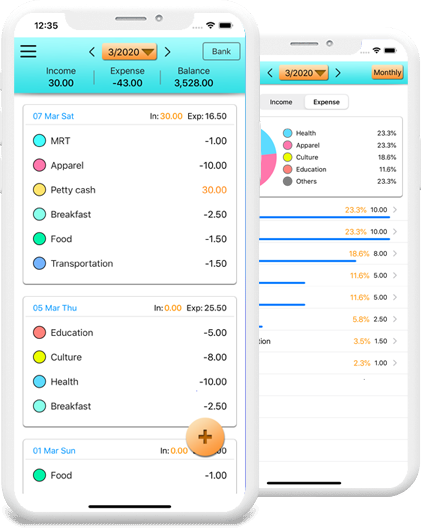 12:35
3/2020
Bank
Income Expense Balance
30.00 -43.00 3,528.00
07 Mar Sat In:30.00 Exp:16.50
MRT -1.00
Apparel -10.00
Petty cash 30.00
Breakfast -2.50
Food -1.50
Transportation -1.50
05 Mar Thu In:0.00 Exp:25.50
Education -5.00
Culture -8.00
Health -10.00
Breakfast -2.50
01 Mar Sun In:0.00
Food -1.00
3/2020 Monthly
Income Expense
Health 23.3%
Apparel 23.3%
Culture 18.6%
Education 11.6%
Others 23.3%
23.3% 10.00
23.3% 10.00
18.6% 8.00
11.6% 5.00
11.6% 5.00
5.8% 2.50
3.5% 1.50
2.3% 1.00